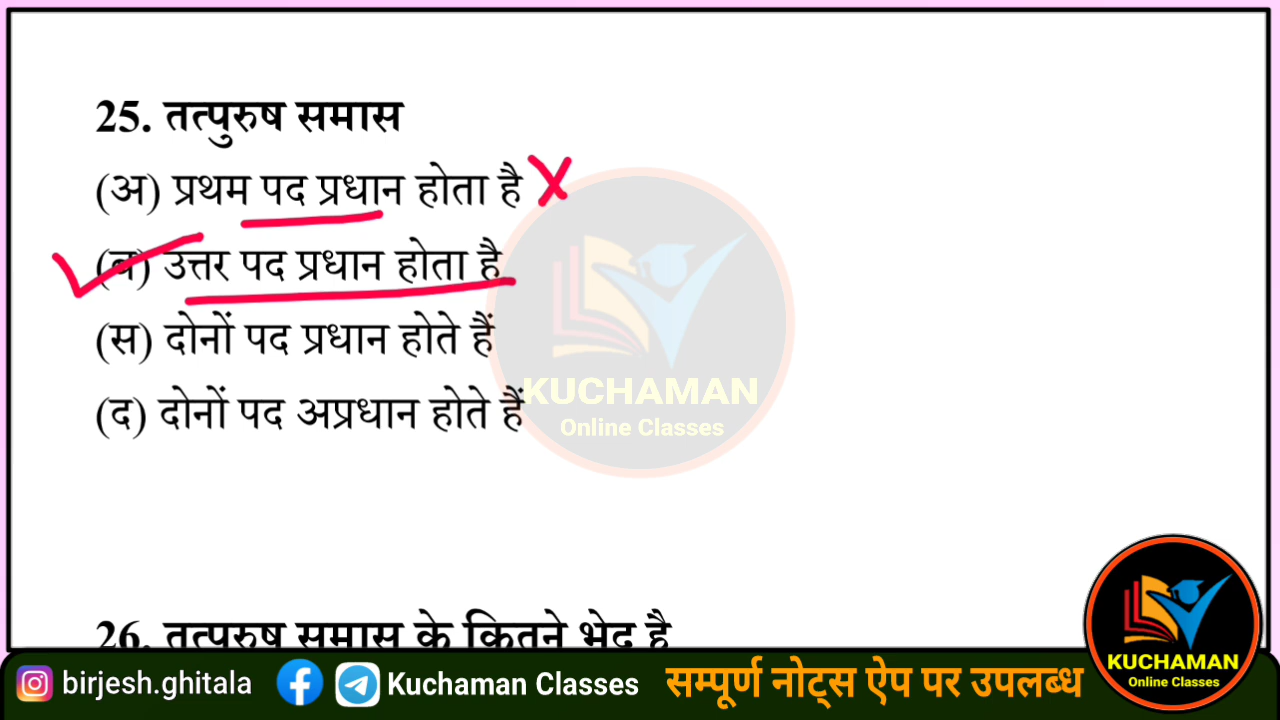 25. तत्पुरुष समास
(अ) प्रथम पद प्रधान होता है
(ब) उत्तर पद प्रधान होता है
(स) दोनों पद प्रधान होते हैं
(द) दोनों पद अप्रधान होते हैं
KUCHAMAN
Online Classes
26. तत्पुरुष समास के कितने भेद है
birjesh.ghitala
Kuchaman Classes
सम्पूर्ण नोट्स ऐप पर उपलब्ध
KUCHAMAN
Online Classes